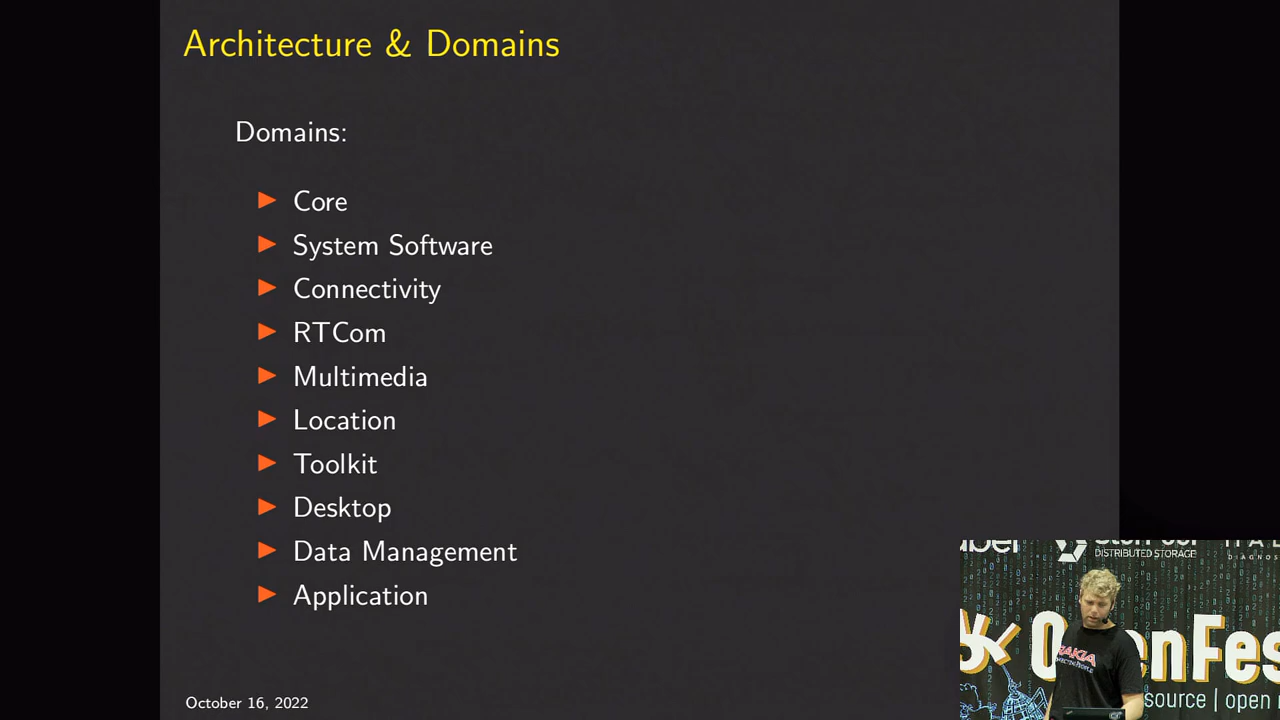 Architecture & Domains
Domains:
Core
System Software
Connectivity
RTCom
Multimedia
Location
Toolkit
Desktop
Data Management
Application
October 16, 2022
DISTRIBUTED STORAGE
source | open